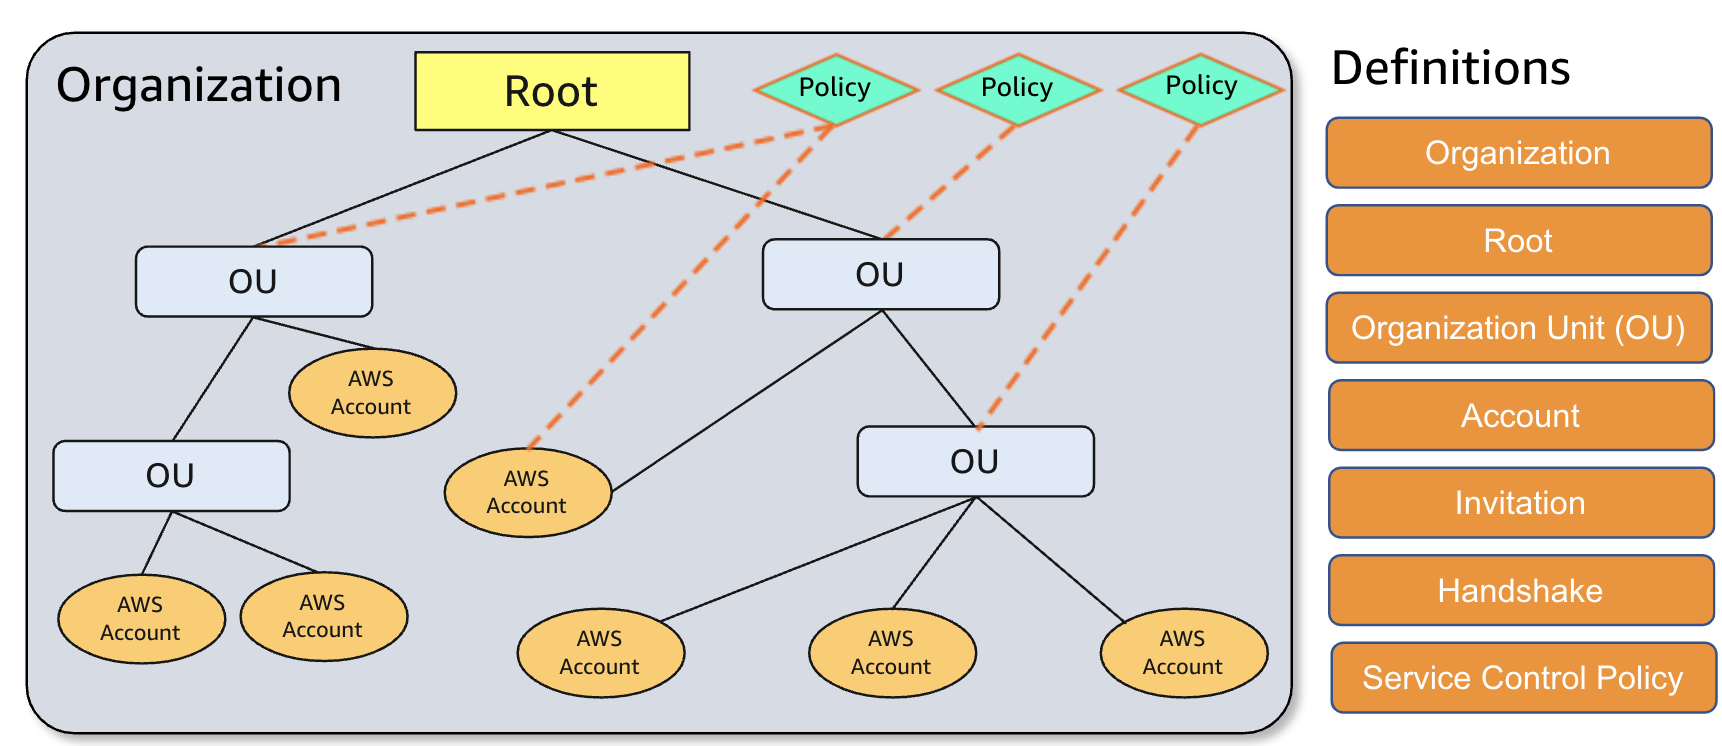 Organization
Root
Policy
Policy
Policy
OU
OU
AWS
Account
OU
AWS
Account
OU
AWS
Account
AWS
Account
AWS
Account
AWS
Account
AWS
Account
Definitions
Organization
Root
Organization Unit (OU)
Account
Invitation
Handshake
Service Control Policy